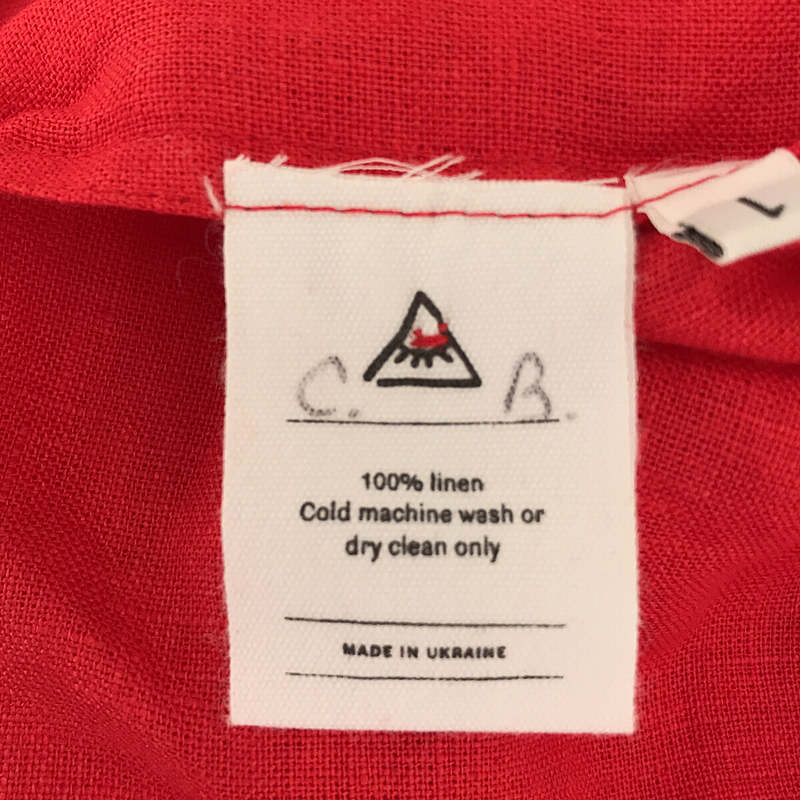 L
C. B.
100% linen
Cold machine wash or
dry clean only
MADE IN UKRAINE